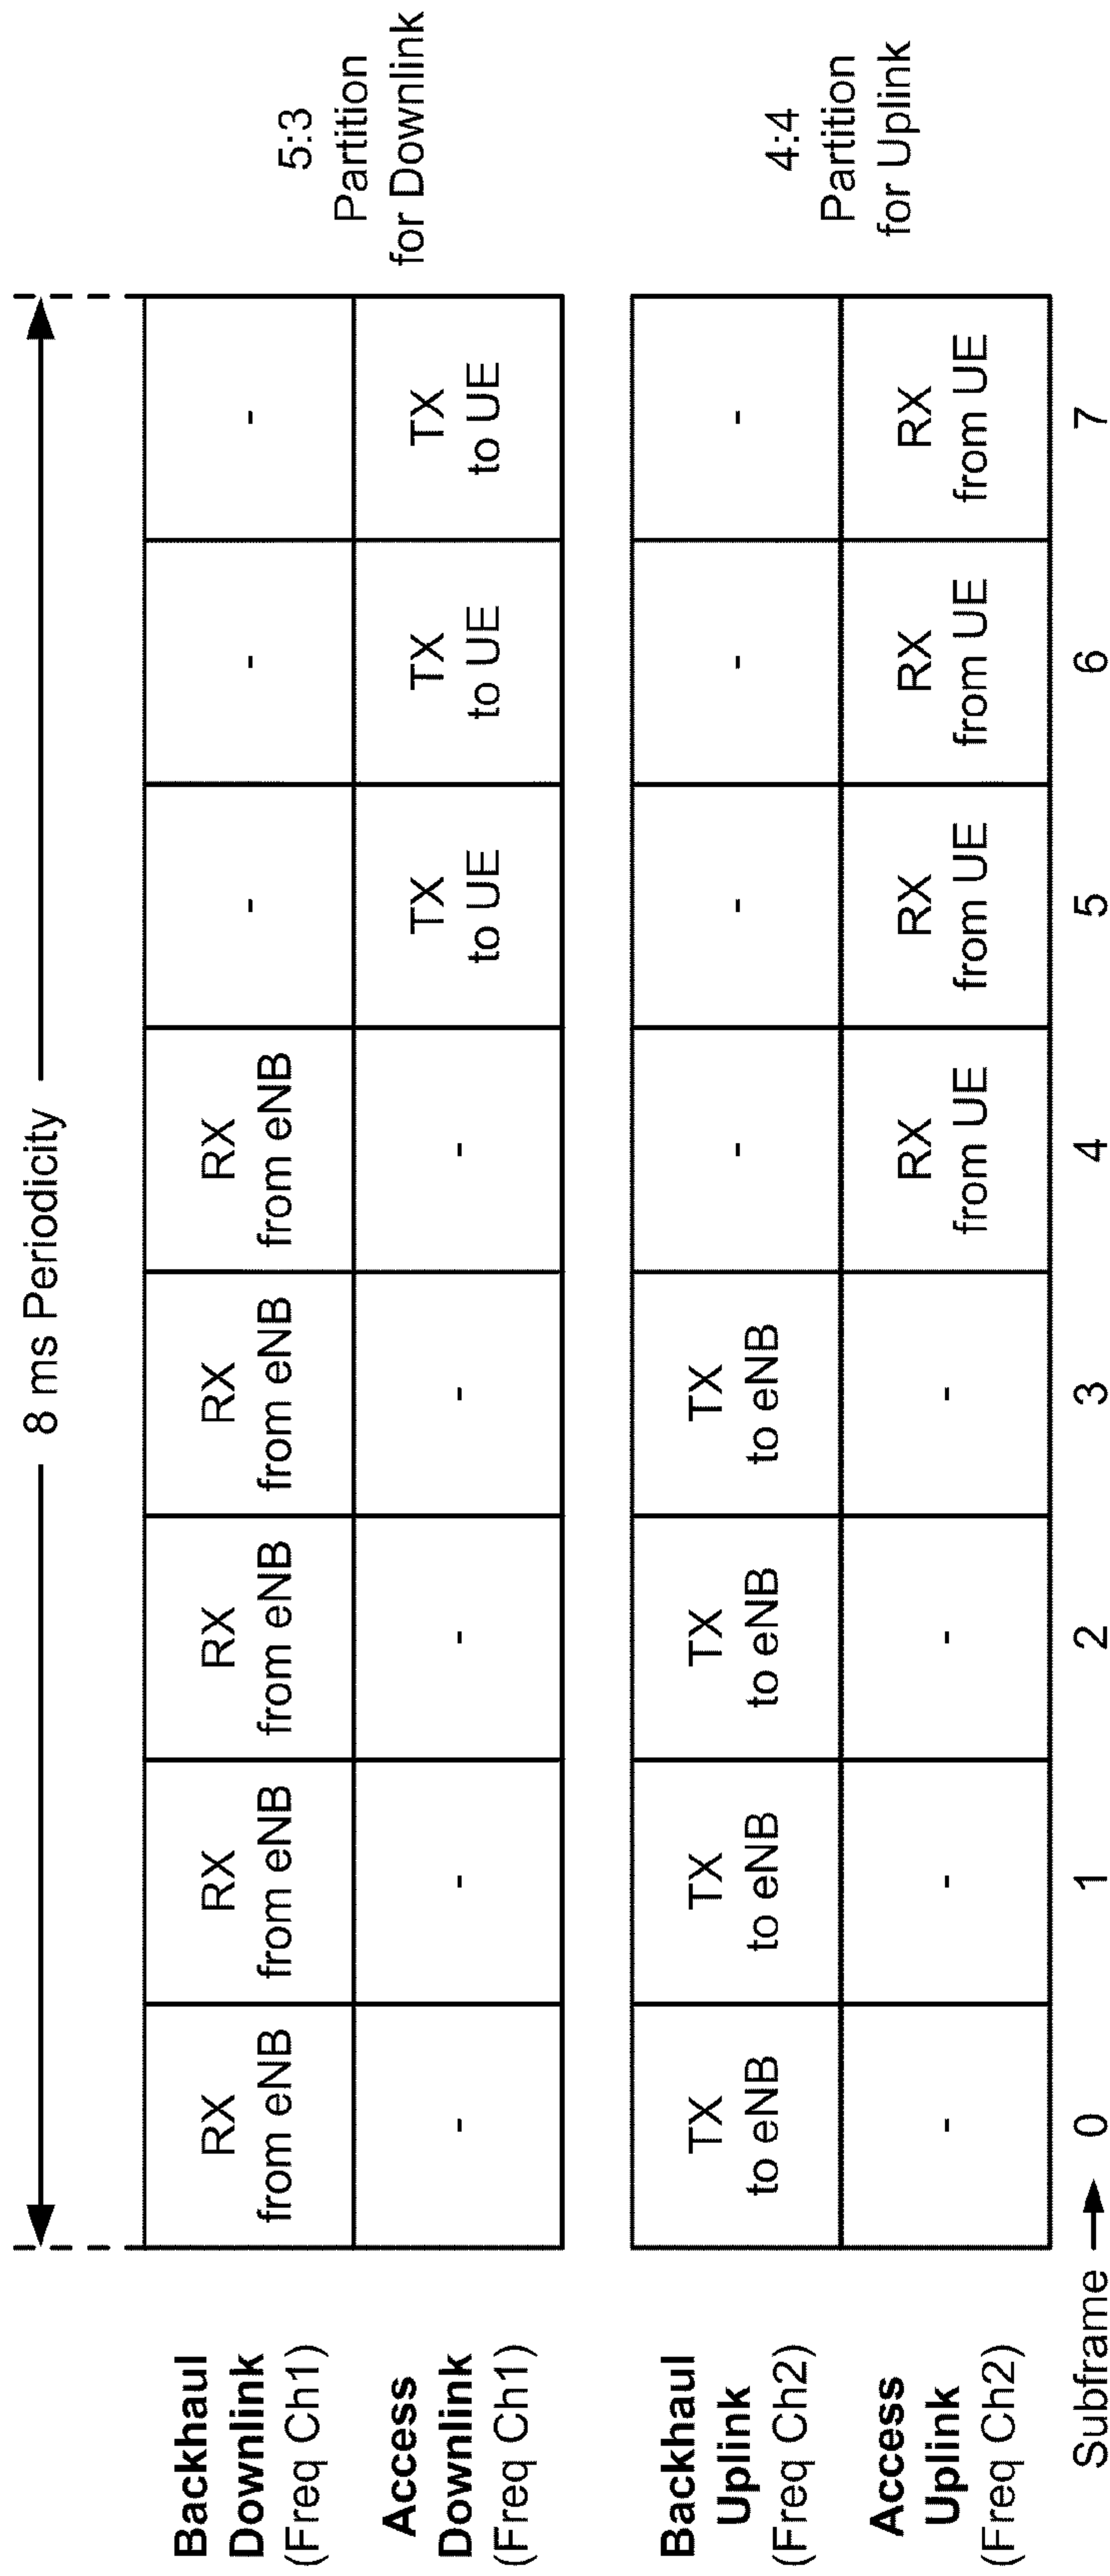 8 ms Periodicity
Backhaul
Downlink
(Freq Ch1)
RX
from eNB
RX
from eNB
RX
from eNB
RX
from eNB
RX
from eNB
-
-
-
5:3
Partition
for Downlink
Access
Downlink
(Freq Ch1)
-
-
-
-
-
TX
to UE
TX
to UE
TX
to UE
Backhaul
Uplink
(Freq Ch2)
TX
to eNB
TX
to eNB
TX
to eNB
TX
to eNB
-
-
-
-
4:4
Partition
for Uplink
Access
Uplink
(Freq Ch2)
-
-
-
-
RX
from UE
RX
from UE
RX
from UE
RX
from UE
Subframe 0 1 2 3 4 5 6 7